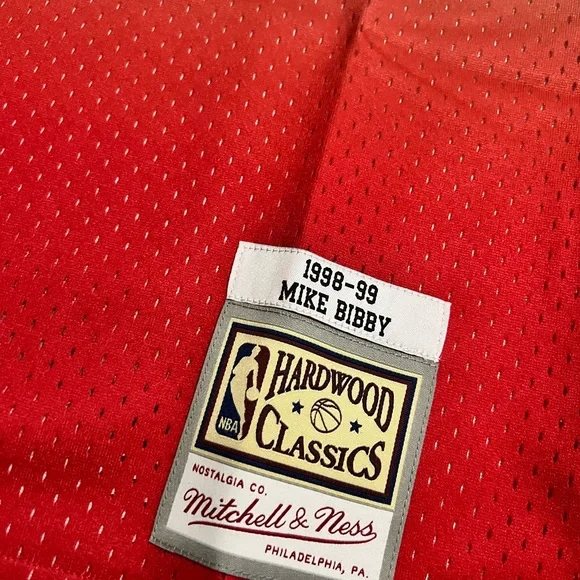 1998-99
MIKE BIBBY
HARDWOOD
NBA
CLASSICS
NOSTALGIA CO.
Mitchell & Ness
PHILADELPHIA, PA.